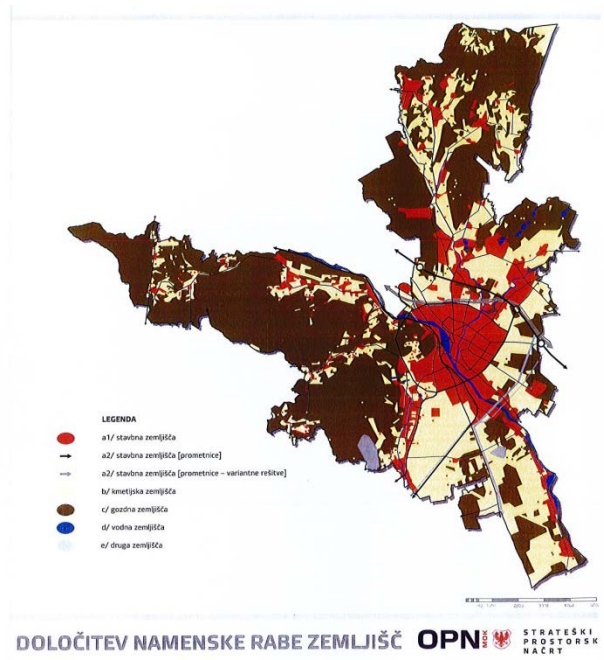 LEGENDA
a1/ stavbna zemljišča
a2/ stavbna zemljišča [prometnice]
a2/ stavbna zemljišča [prometnice – variantne rešitve]
b/ kmetijska zemljišča
c/ gozdna zemljišča
d/ vodna zemljišča
e/ druga zemljišča
DOLOČITEV NAMENSKE RABE ZEMLJIŠČ
OPN MOK
STRATEŠKI
PROSTORSK
NAČRT